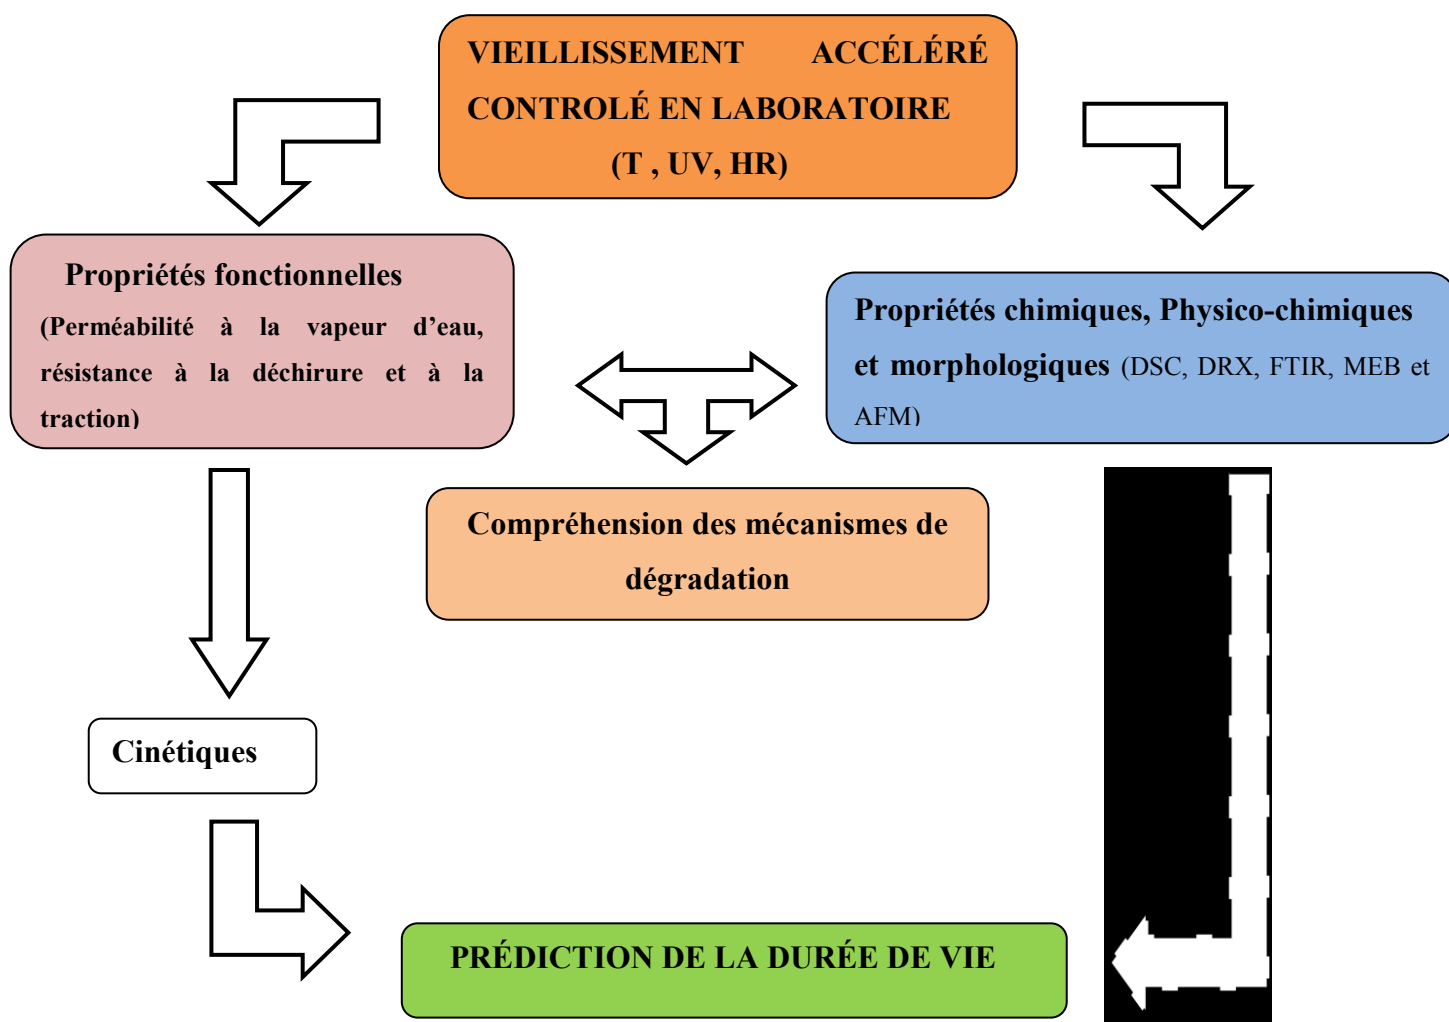 VIEILLISSEMENT ACCÉLÉRÉ
CONTROLÉ EN LABORATOIRE
(T , UV, HR)
Propriétés fonctionnelles
(Perméabilité à la vapeur d’eau,
résistance à la déchirure et à la
traction)
Propriétés chimiques, Physico-chimiques
et morphologiques (DSC, DRX, FTIR, MEB et
AFM)
Compréhension des mécanismes de
dégradation
Cinétiques
PRÉDICTION DE LA DURÉE DE VIE